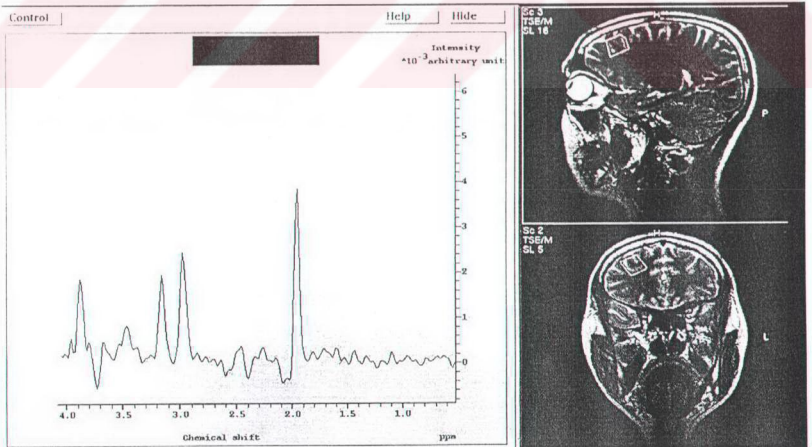 Control
Help
Hide
Intensity
*10^-3 arbitrary unit
6
5
4
3
2
1
0
4.0 3.5 3.0 2.5 2.0 1.5 1.0
Chemical shift ppm
Sc 3
TSE/M
SL 16
H
P
Sc 2
TSE/M
SL 5
H
L